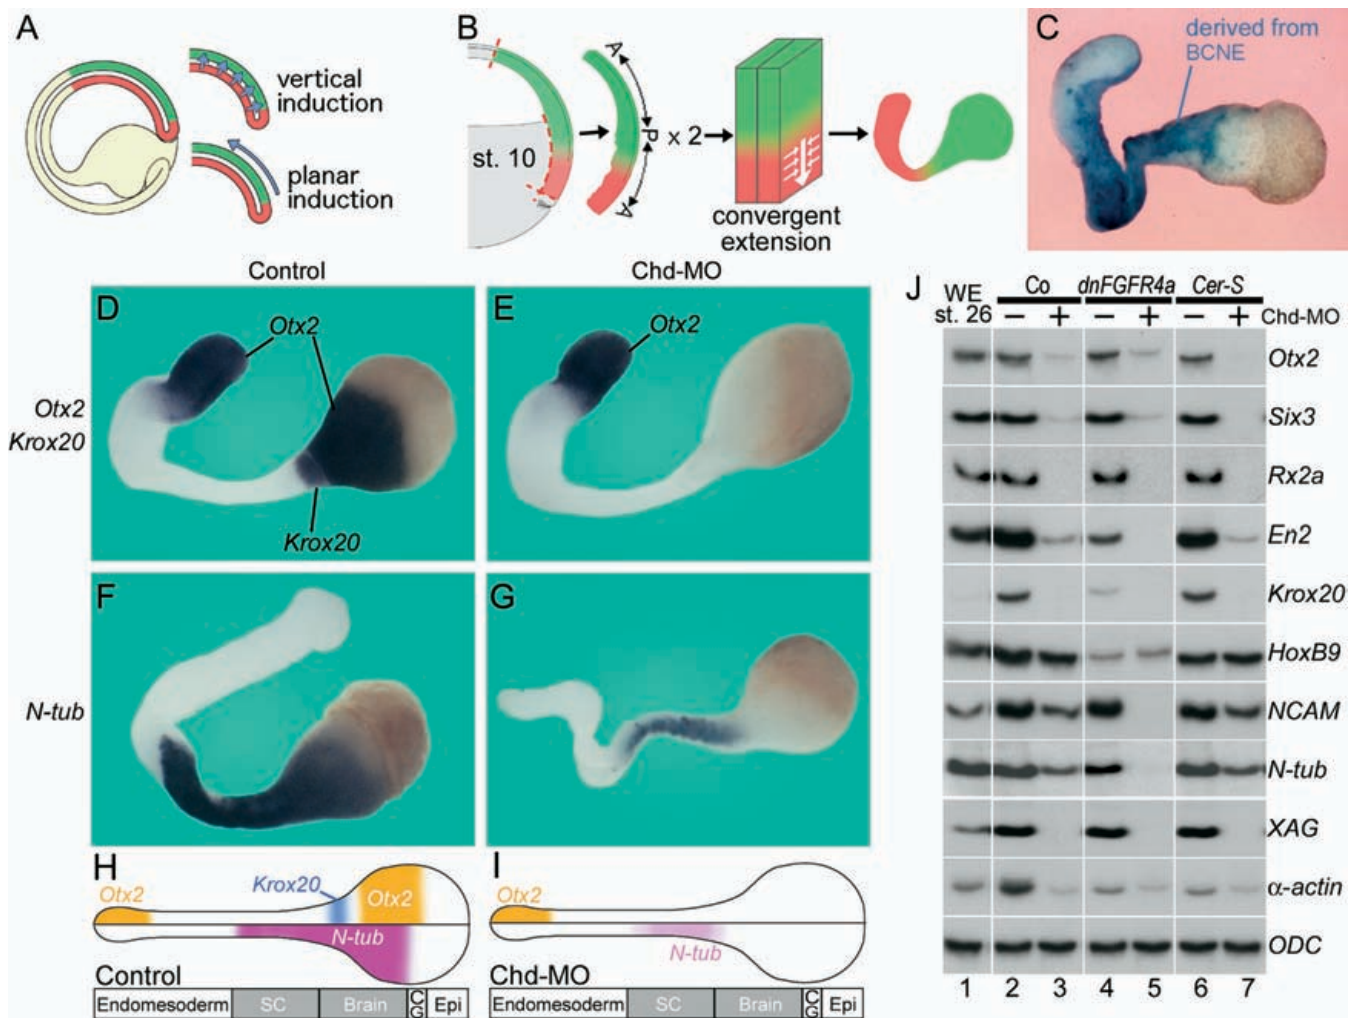 A
vertical
induction
planar
induction
B
st. 10
A
P
A
x 2
convergent
extension
C
derived from
BCNE
Control
Chd-MO
D
Otx2
Krox20
E
Otx2
Otx2
Krox20
F
G
N-tub
H
Otx2
Krox20
Otx2
N-tub
Control
Endomesoderm SC Brain CG Epi
I
Otx2
N-tub
Chd-MO
Endomesoderm SC Brain CG Epi
J
WE
st. 26
Co dnFGFR4a Cer-S
− + − + − + Chd-MO
Otx2
Six3
Rx2a
En2
Krox20
HoxB9
NCAM
N-tub
XAG
α-actin
ODC
1 2 3 4 5 6 7